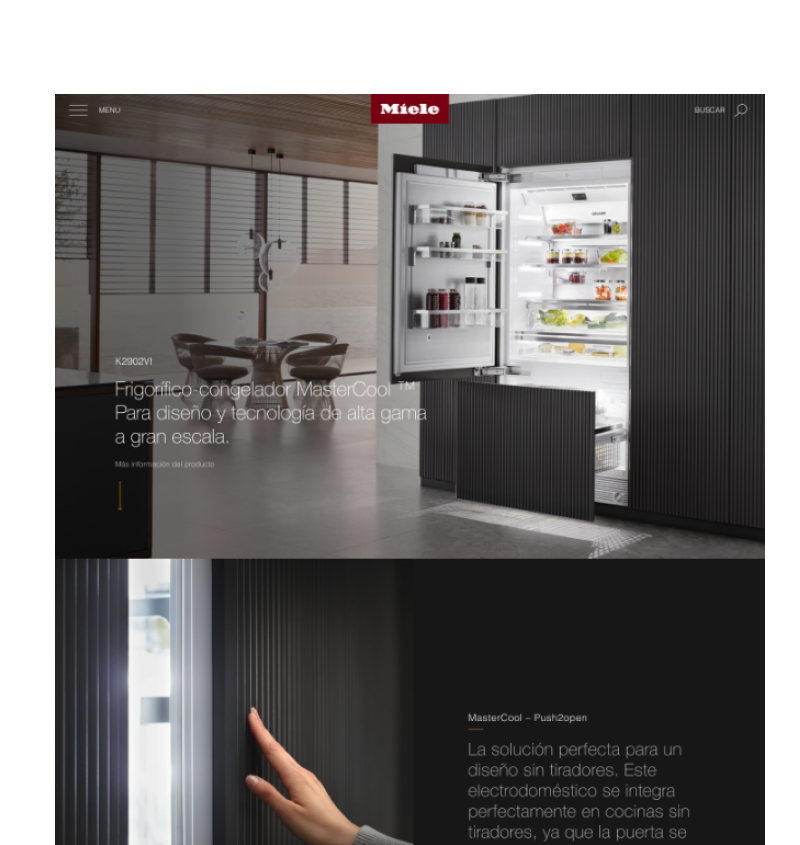 MENU
Miele
BUSCAR
K2902VI
Frigorífico-congelador MasterCool ™
Para diseño y tecnología de alta gama
a gran escala.
Más información del producto
MasterCool – Push2open
La solución perfecta para un
diseño sin tiradores. Este
electrodoméstico se integra
perfectamente en cocinas sin
tiradores, ya que la puerta se